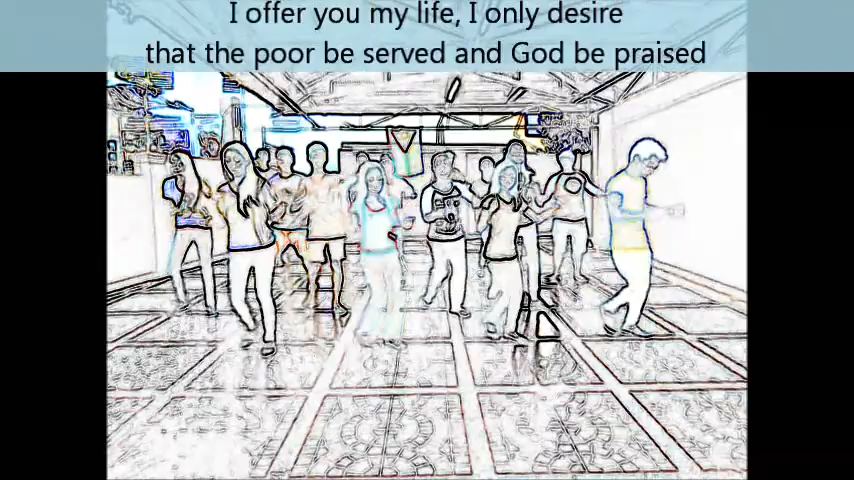 I offer you my life, I only desire
that the poor be served and God be praised